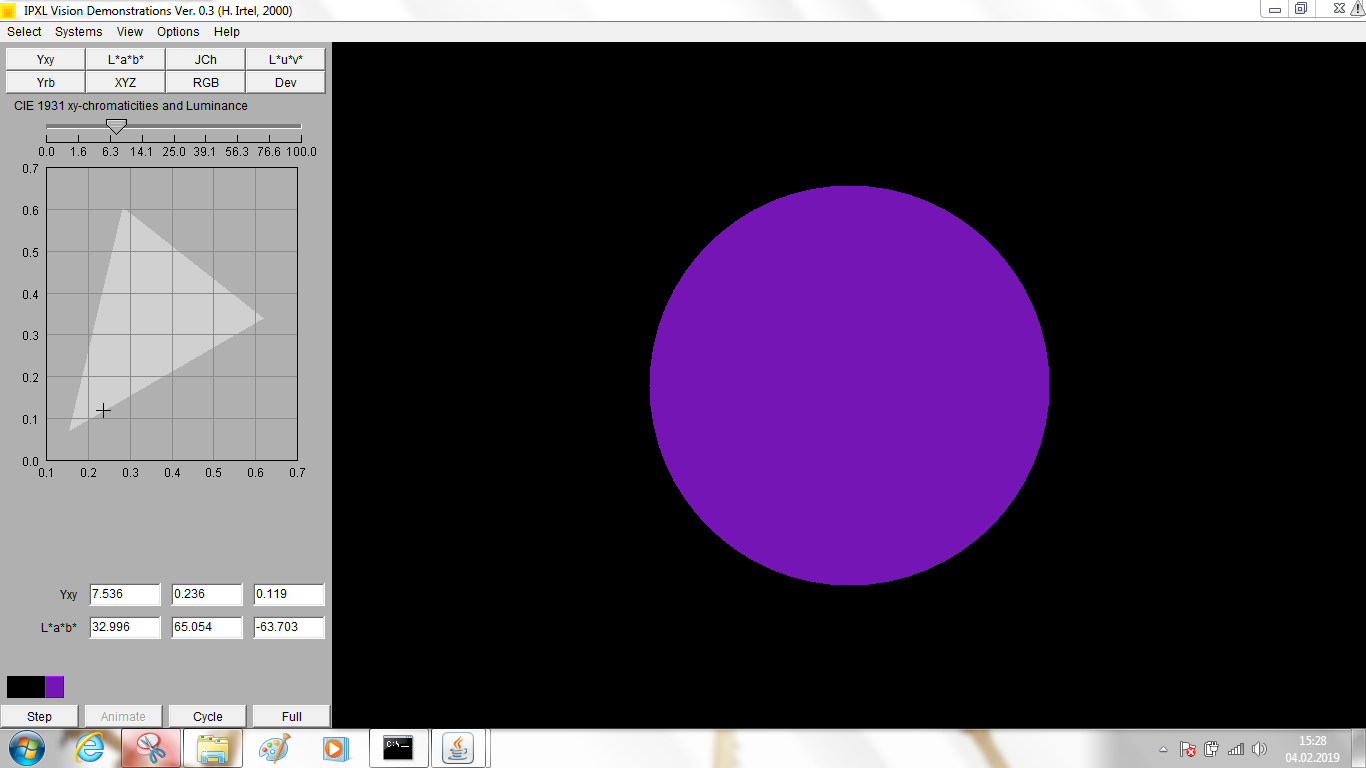 IPXL Vision Demonstrations Ver. 0.3 (H. Irtel, 2000)
Select Systems View Options Help
Yxy L*a*b* JCh L*u*v*
Yrb XYZ RGB Dev
CIE 1931 xy-chromaticities and Luminance
0.0 1.6 6.3 14.1 25.0 39.1 56.3 76.6 100.0
0.7
0.6
0.5
0.4
0.3
0.2
0.1
0.0
0.1 0.2 0.3 0.4 0.5 0.6 0.7
Yxy 7.536 0.236 0.119
L*a*b* 32.996 65.054 -63.703
Step Animate Cycle Full
C:\
15:28
04.02.2019